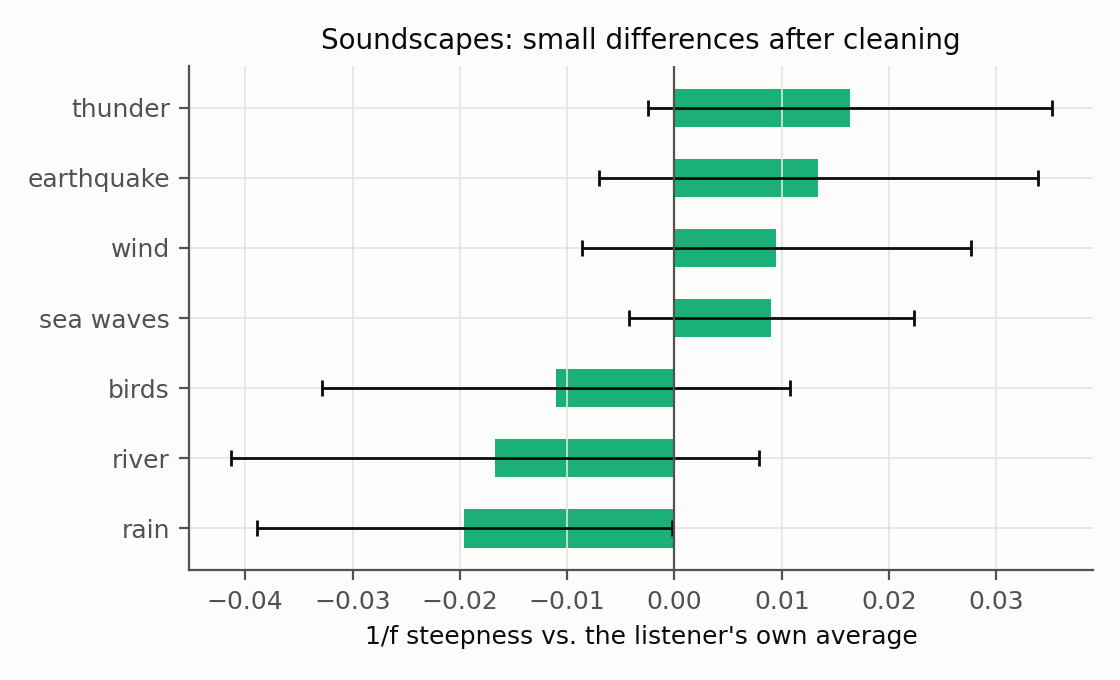 Soundscapes: small differences after cleaning
thunder
earthquake
wind
sea waves
birds
river
rain
−0.04 −0.03 −0.02 −0.01 0.00 0.01 0.02 0.03
1/f steepness vs. the listener's own average